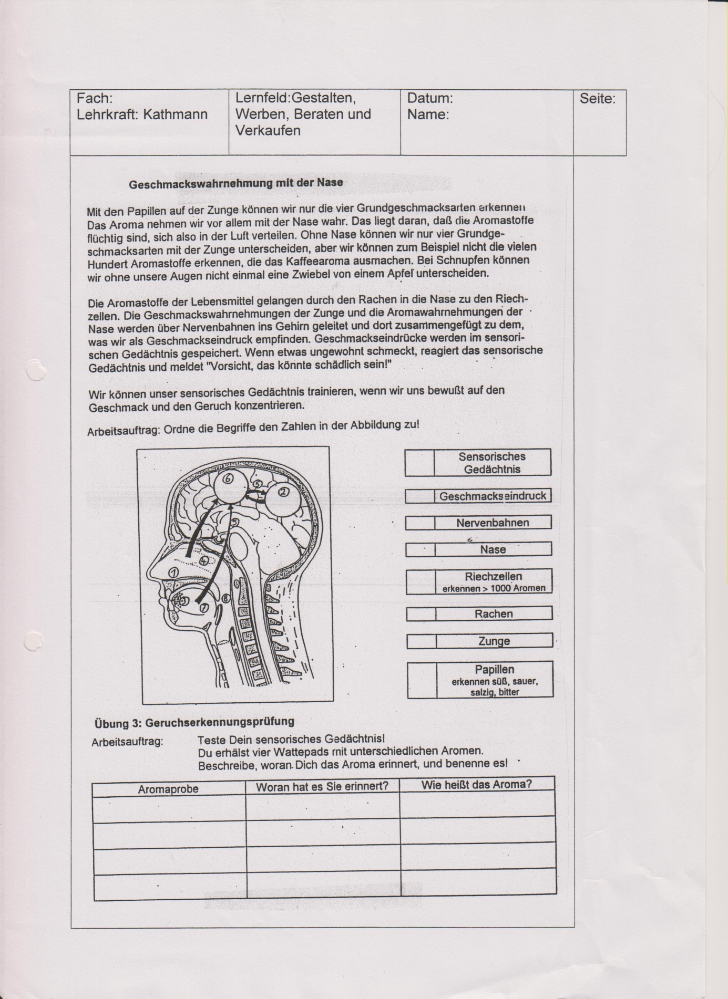 Fach:
Lehrkraft: Kathmann
Lernfeld:Gestalten,
Werben, Beraten und
Verkaufen
Datum:
Name:
Seite:
Geschmackswahrnehmung mit der Nase
Mit den Papillen auf der Zunge können wir nur die vier Grundgeschmacksarten erkennen
Das Aroma nehmen wir vor allem mit der Nase wahr. Das liegt daran, daß die Aromastoffe
flüchtig sind, sich also in der Luft verteilen. Ohne Nase können wir nur vier Grundge-
schmacksarten mit der Zunge unterscheiden, aber wir können zum Beispiel nicht die vielen
Hundert Aromastoffe erkennen, die das Kaffeearoma ausmachen. Bei Schnupfen können
wir ohne unsere Augen nicht einmal eine Zwiebel von einem Apfel unterscheiden.
Die Aromastoffe der Lebensmittel gelangen durch den Rachen in die Nase zu den Riech-
zellen. Die Geschmackswahrnehmungen der Zunge und die Aromawahrnehmungen der
Nase werden über Nervenbahnen ins Gehirn geleitet und dort zusammengefügt zu dem,
was wir als Geschmackseindruck empfinden. Geschmackseindrücke werden im sensori-
schen Gedächtnis gespeichert. Wenn etwas ungewohnt schmeckt, reagiert das sensorische
Gedächtnis und meldet "Vorsicht, das könnte schädlich sein!"
Wir können unser sensorisches Gedächtnis trainieren, wenn wir uns bewußt auf den
Geschmack und den Geruch konzentrieren.
Arbeitsauftrag: Ordne die Begriffe den Zahlen in der Abbildung zu!
6
5
2
5
4
1
3
7
8
Sensorisches
Gedächtnis
Geschmackseindruck
Nervenbahnen
Nase
Riechzellen
erkennen > 1000 Aromen
Rachen
Zunge
Papillen
erkennen süß, sauer,
salzig, bitter
Übung 3: Geruchserkennungsprüfung
Arbeitsauftrag:
Teste Dein sensorisches Gedächtnis!
Du erhälst vier Wattepads mit unterschiedlichen Aromen.
Beschreibe, woran Dich das Aroma erinnert, und benenne es!
Aromaprobe
Woran hat es Sie erinnert?
Wie heißt das Aroma?